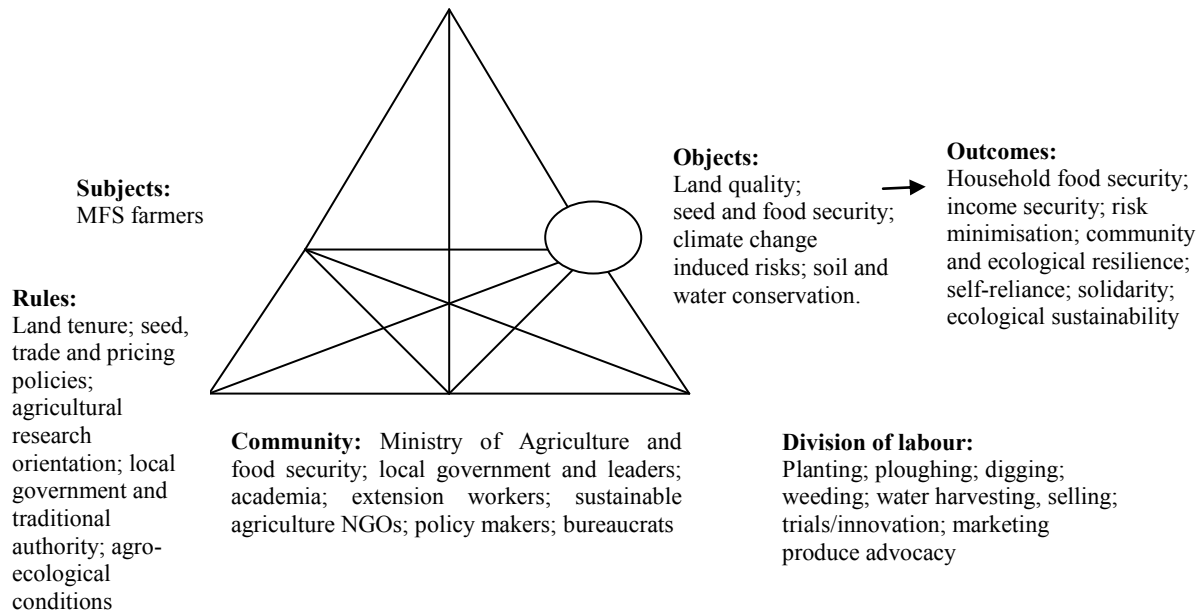 Subjects:
MFS farmers
Objects:
Land quality;
seed and food security;
climate change
induced risks; soil and
water conservation.
Outcomes:
Household food security;
income security; risk
minimisation; community
and ecological resilience;
self-reliance; solidarity;
ecological sustainability
Rules:
Land tenure; seed,
trade and pricing
policies;
agricultural
research
orientation; local
government and
traditional
authority; agro-
ecological
conditions
Community: Ministry of Agriculture and
food security; local government and leaders;
academia; extension workers; sustainable
agriculture NGOs; policy makers; bureaucrats
Division of labour:
Planting; ploughing; digging;
weeding; water harvesting, selling;
trials/innovation; marketing
produce advocacy